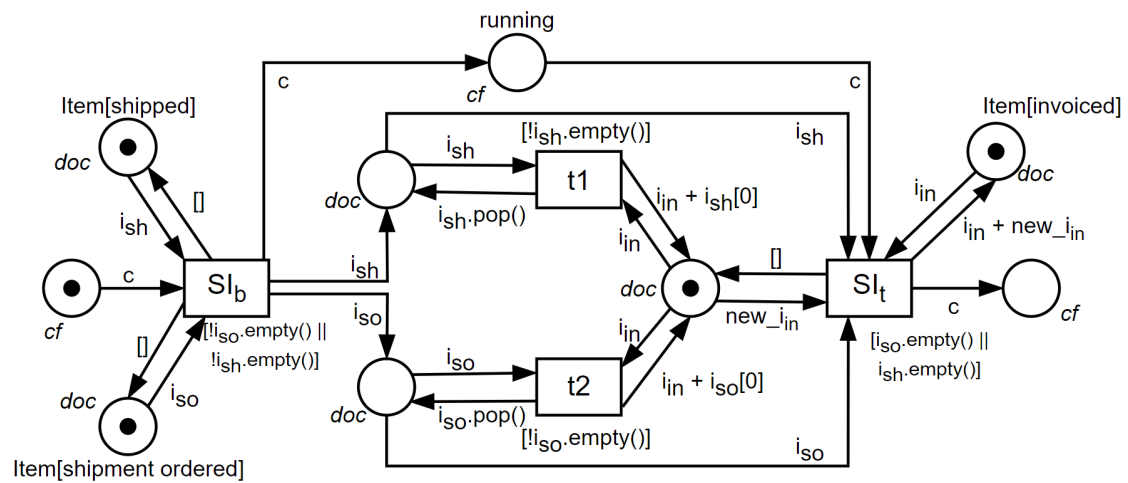 running
c
cf
c
Item[shipped]
Item[invoiced]
doc
[]
i_sh
[!i_sh.empty()]
i_sh
t1
i_sh
doc
i_sh.pop()
i_in + i_sh[0]
i_in
doc
i_in
i_in + new_i_in
c
cf
SI_b
i_sh
[!i_so.empty() ||
!i_sh.empty()]
[]
i_so
i_so
doc
[]
new_i_in
SI_t
c
cf
[i_so.empty() ||
i_sh.empty()]
i_in
i_so
t2
i_in + i_so[0]
doc
i_so.pop()
[!i_so.empty()]
doc
Item[shipment ordered]
i_so